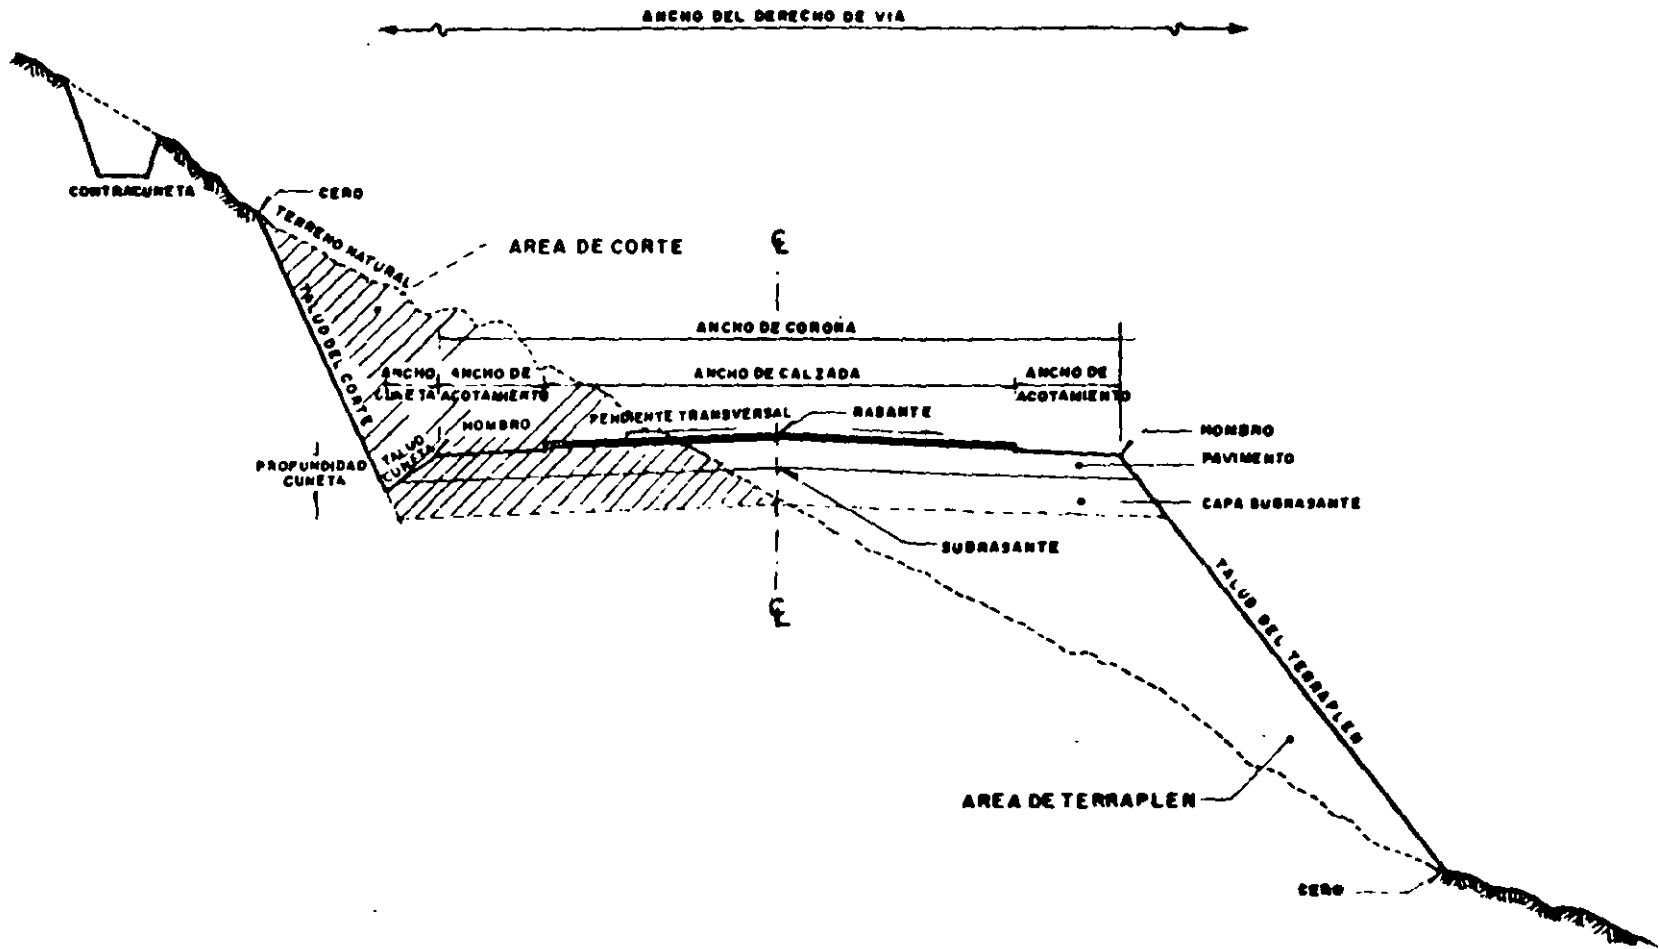 ANCHO DEL DERECHO DE VIA
CONTRACUNETA
CERO
TERRENO NATURAL
AREA DE CORTE
℄
TALUD DEL CORTE
ANCHO DE CORONA
ANCHO
CUNETA
ANCHO DE
ACOTAMIENTO
ANCHO DE CALZADA
ANCHO DE
ACOTAMIENTO
HOMBRO
PENDIENTE TRANSVERSAL
RASANTE
HOMBRO
TALUD
CUNETA
PROFUNDIDAD
CUNETA
PAVIMENTO
CAPA SUBRASANTE
SUBRASANTE
℄
TALUD DEL TERRAPLEN
AREA DE TERRAPLEN
CERO